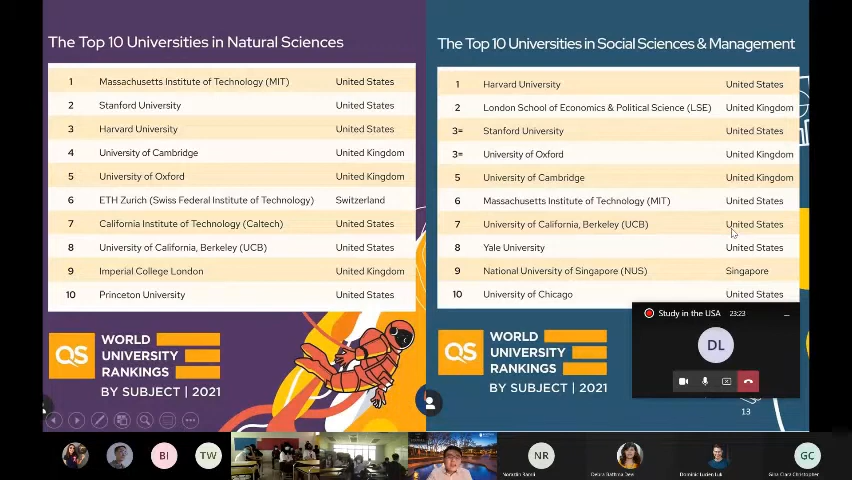 The Top 10 Universities in Natural Sciences
1 Massachusetts Institute of Technology (MIT) United States
2 Stanford University United States
3 Harvard University United States
4 University of Cambridge United Kingdom
5 University of Oxford United Kingdom
6 ETH Zurich (Swiss Federal Institute of Technology) Switzerland
7 California Institute of Technology (Caltech) United States
8 University of California, Berkeley (UCB) United States
9 Imperial College London United Kingdom
10 Princeton University United States
QS WORLD
UNIVERSITY
RANKINGS
BY SUBJECT | 2021
The Top 10 Universities in Social Sciences & Management
1 Harvard University United States
2 London School of Economics & Political Science (LSE) United Kingdom
3= Stanford University United States
3= University of Oxford United Kingdom
5 University of Cambridge United Kingdom
6 Massachusetts Institute of Technology (MIT) United States
7 University of California, Berkeley (UCB) United States
8 Yale University United States
9 National University of Singapore (NUS) Singapore
10 University of Chicago United States
QS WORLD
UNIVERSITY
RANKINGS
BY SUBJECT | 2021
Study in the USA 23:23
DL
13
BI
TW
NR
GC
Dominic Lucien Luk
Gina Clara Christopher